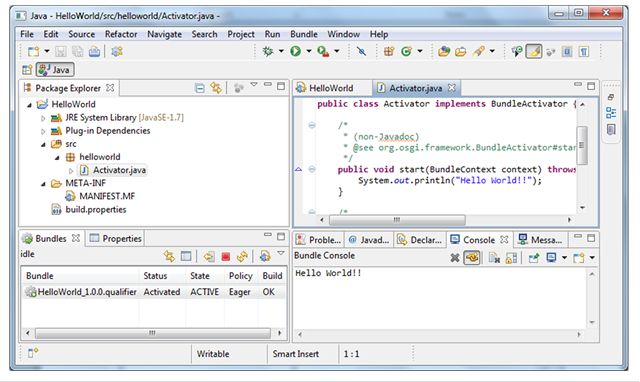 Java - HelloWorld/src/helloworld/Activator.java -
File Edit Source Refactor Navigate Search Project Run Bundle Window Help
Java
Package Explorer
HelloWorld
JRE System Library [JavaSE-1.7]
Plug-in Dependencies
src
helloworld
Activator.java
META-INF
MANIFEST.MF
build.properties
HelloWorld Activator.java
public class Activator implements BundleActivator {
/*
* (non-Javadoc)
* @see org.osgi.framework.BundleActivator#star
*/
public void start(BundleContext context) throws
System.out.println("Hello World!!");
}
/*
Bundles Properties
idle
Bundle Status State Policy Build
HelloWorld_1.0.0.qualifier Activated ACTIVE Eager OK
Proble... @ Javad... Declar... Console Messa...
Bundle Console
Hello World!!
Writable Smart Insert 1 : 1